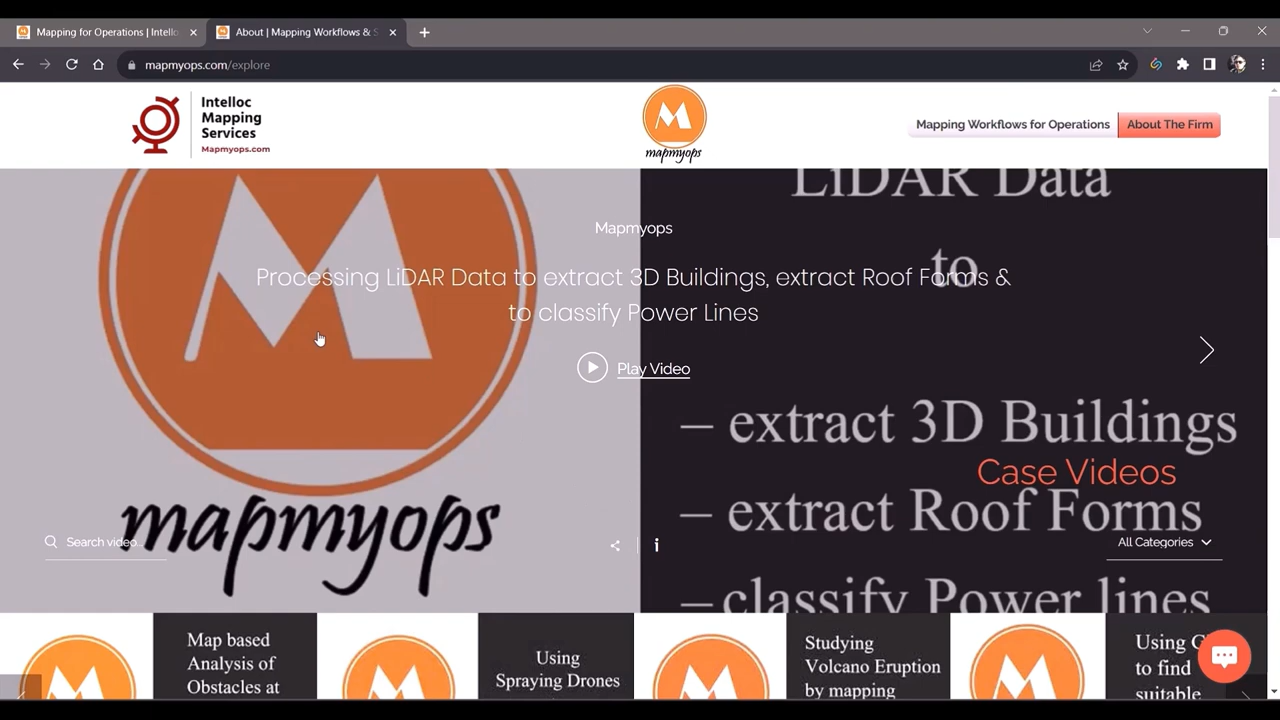 Mapping for Operations | Intello
About | Mapping Workflows & S
mapmyops.com/explore
Intelloc
Mapping
Services
Mapmyops.com
mapmyops
Mapping Workflows for Operations
About The Firm
LiDAR Data
to
– extract 3D Buildings
– extract Roof Forms
– classify Power lines
Mapmyops
Processing LiDAR Data to extract 3D Buildings, extract Roof Forms &
to classify Power Lines
Play Video
Case Videos
mapmyops
Search video...
All Categories
Map based
Analysis of
Obstacles at
Using
Spraying Drones
Studying
Volcano Eruption
by mapping
Using G
to find
suitable